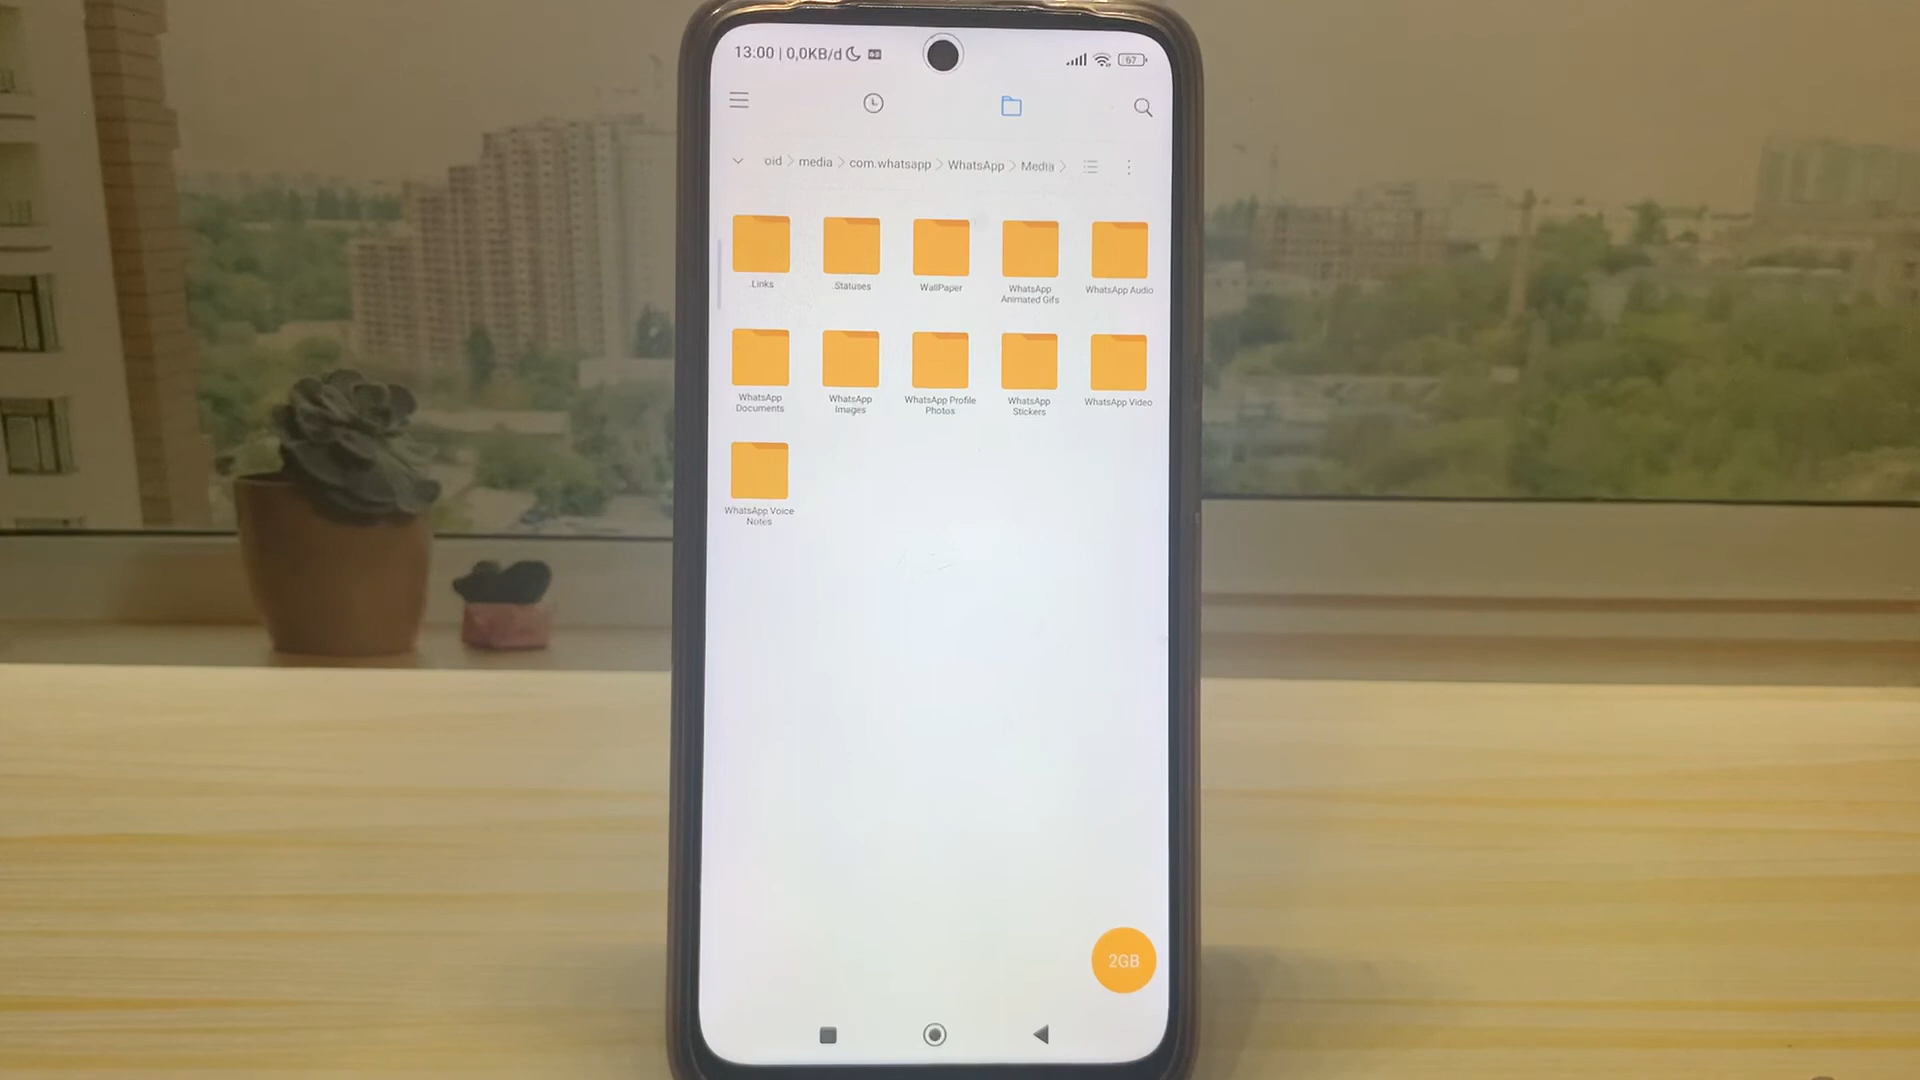 13:00 | 0,0KB/d
67
oid > media > com.whatsapp > WhatsApp > Media >
.Links
.Statuses
WallPaper
WhatsApp
Animated Gifs
WhatsApp Audio
WhatsApp
Documents
WhatsApp
Images
WhatsApp Profile
Photos
WhatsApp
Stickers
WhatsApp Video
WhatsApp Voice
Notes
2GB